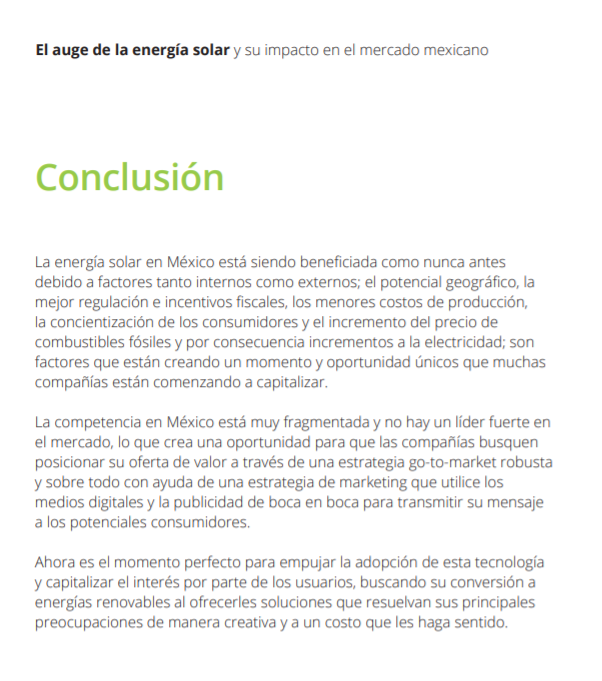 El auge de la energía solar y su impacto en el mercado mexicano
Conclusión
La energía solar en México está siendo beneficiada como nunca antes
debido a factores tanto internos como externos; el potencial geográfico, la
mejor regulación e incentivos fiscales, los menores costos de producción,
la concientización de los consumidores y el incremento del precio de
combustibles fósiles y por consecuencia incrementos a la electricidad; son
factores que están creando un momento y oportunidad únicos que muchas
compañías están comenzando a capitalizar.
La competencia en México está muy fragmentada y no hay un líder fuerte en
el mercado, lo que crea una oportunidad para que las compañías busquen
posicionar su oferta de valor a través de una estrategia go-to-market robusta
y sobre todo con ayuda de una estrategia de marketing que utilice los
medios digitales y la publicidad de boca en boca para transmitir su mensaje
a los potenciales consumidores.
Ahora es el momento perfecto para empujar la adopción de esta tecnología
y capitalizar el interés por parte de los usuarios, buscando su conversión a
energías renovables al ofrecerles soluciones que resuelvan sus principales
preocupaciones de manera creativa y a un costo que les haga sentido.